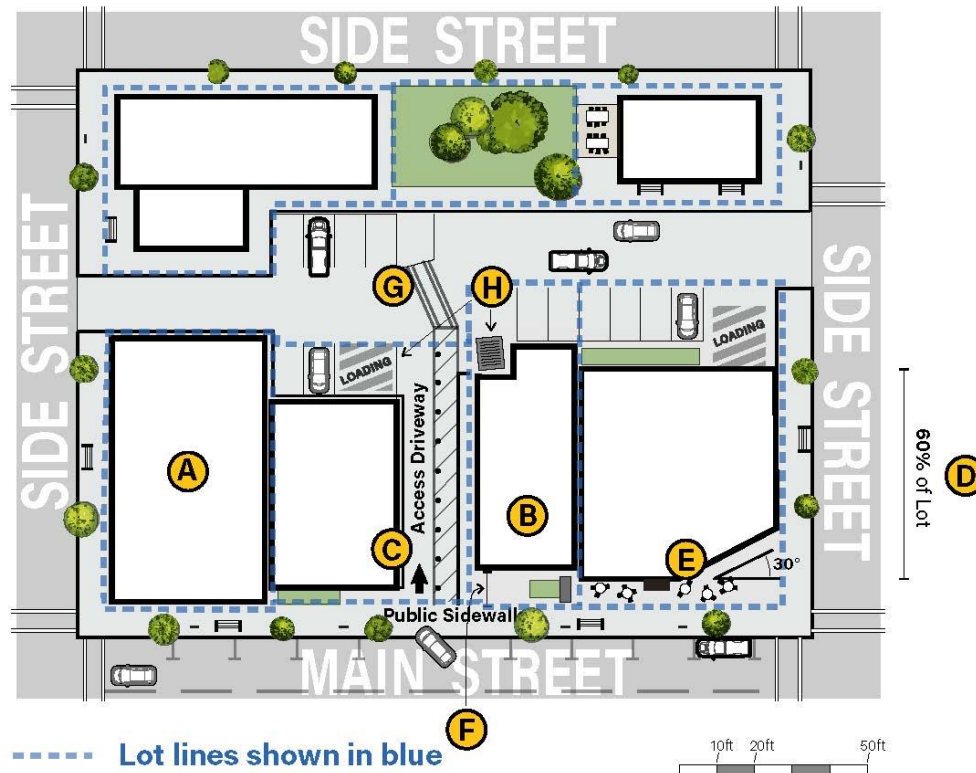 SIDE STREET
SIDE STREET
SIDE STREET
G
H
LOADING
LOADING
A
B
C
Access Driveway
60% of Lot
D
E
30°
Public Sidewall
MAIN STREET
F
Lot lines shown in blue
10ft 20ft 50ft